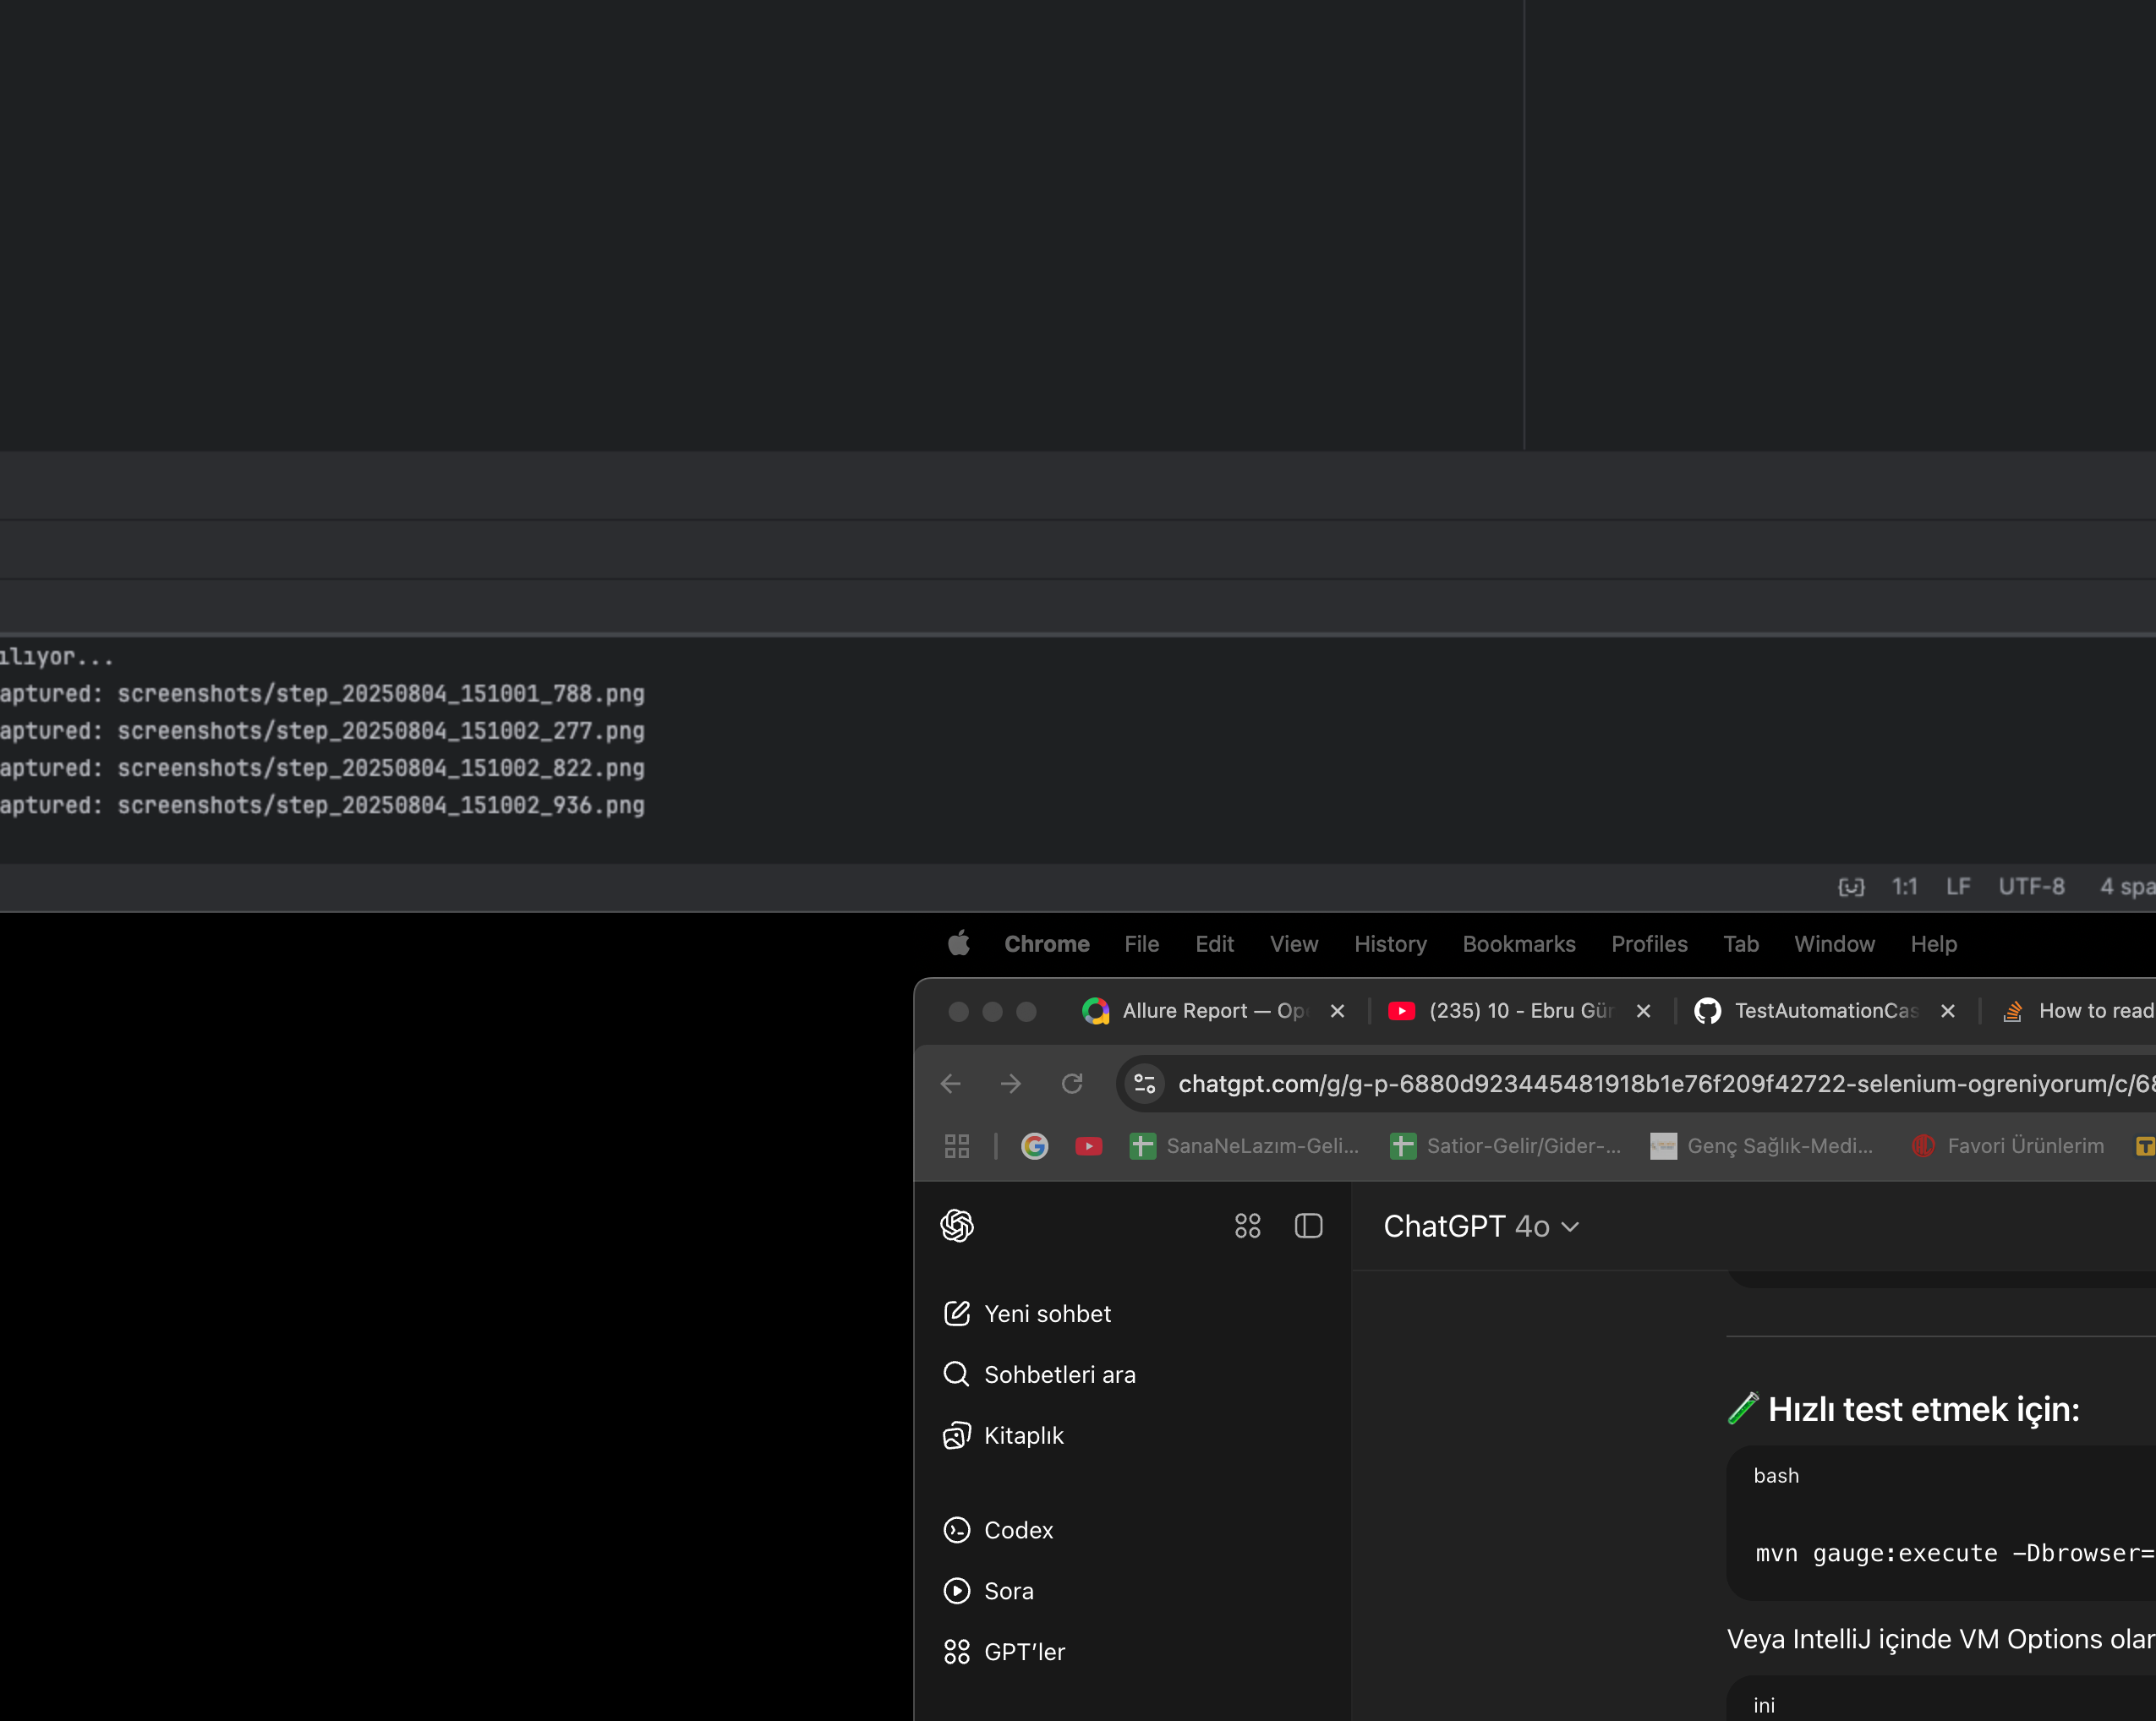 ılıyor...
aptured: screenshots/step_20250804_151001_788.png
aptured: screenshots/step_20250804_151002_277.png
aptured: screenshots/step_20250804_151002_822.png
aptured: screenshots/step_20250804_151002_936.png
1:1 LF UTF-8 4 spa
Chrome File Edit View History Bookmarks Profiles Tab Window Help
Allure Report — Op (235) 10 - Ebru Gür TestAutomationCas How to read
chatgpt.com/g/g-p-6880d923445481918b1e76f209f42722-selenium-ogreniyorum/c/68
SanaNeLazım-Geli... Satior-Gelir/Gider-... Genç Sağlık-Medi... Favori Ürünlerim
ChatGPT 4o
Yeni sohbet
Sohbetleri ara
Kitaplık
Codex
Sora
GPT'ler
Hızlı test etmek için:
bash
mvn gauge:execute -Dbrowser=
Veya IntelliJ içinde VM Options olar
ini